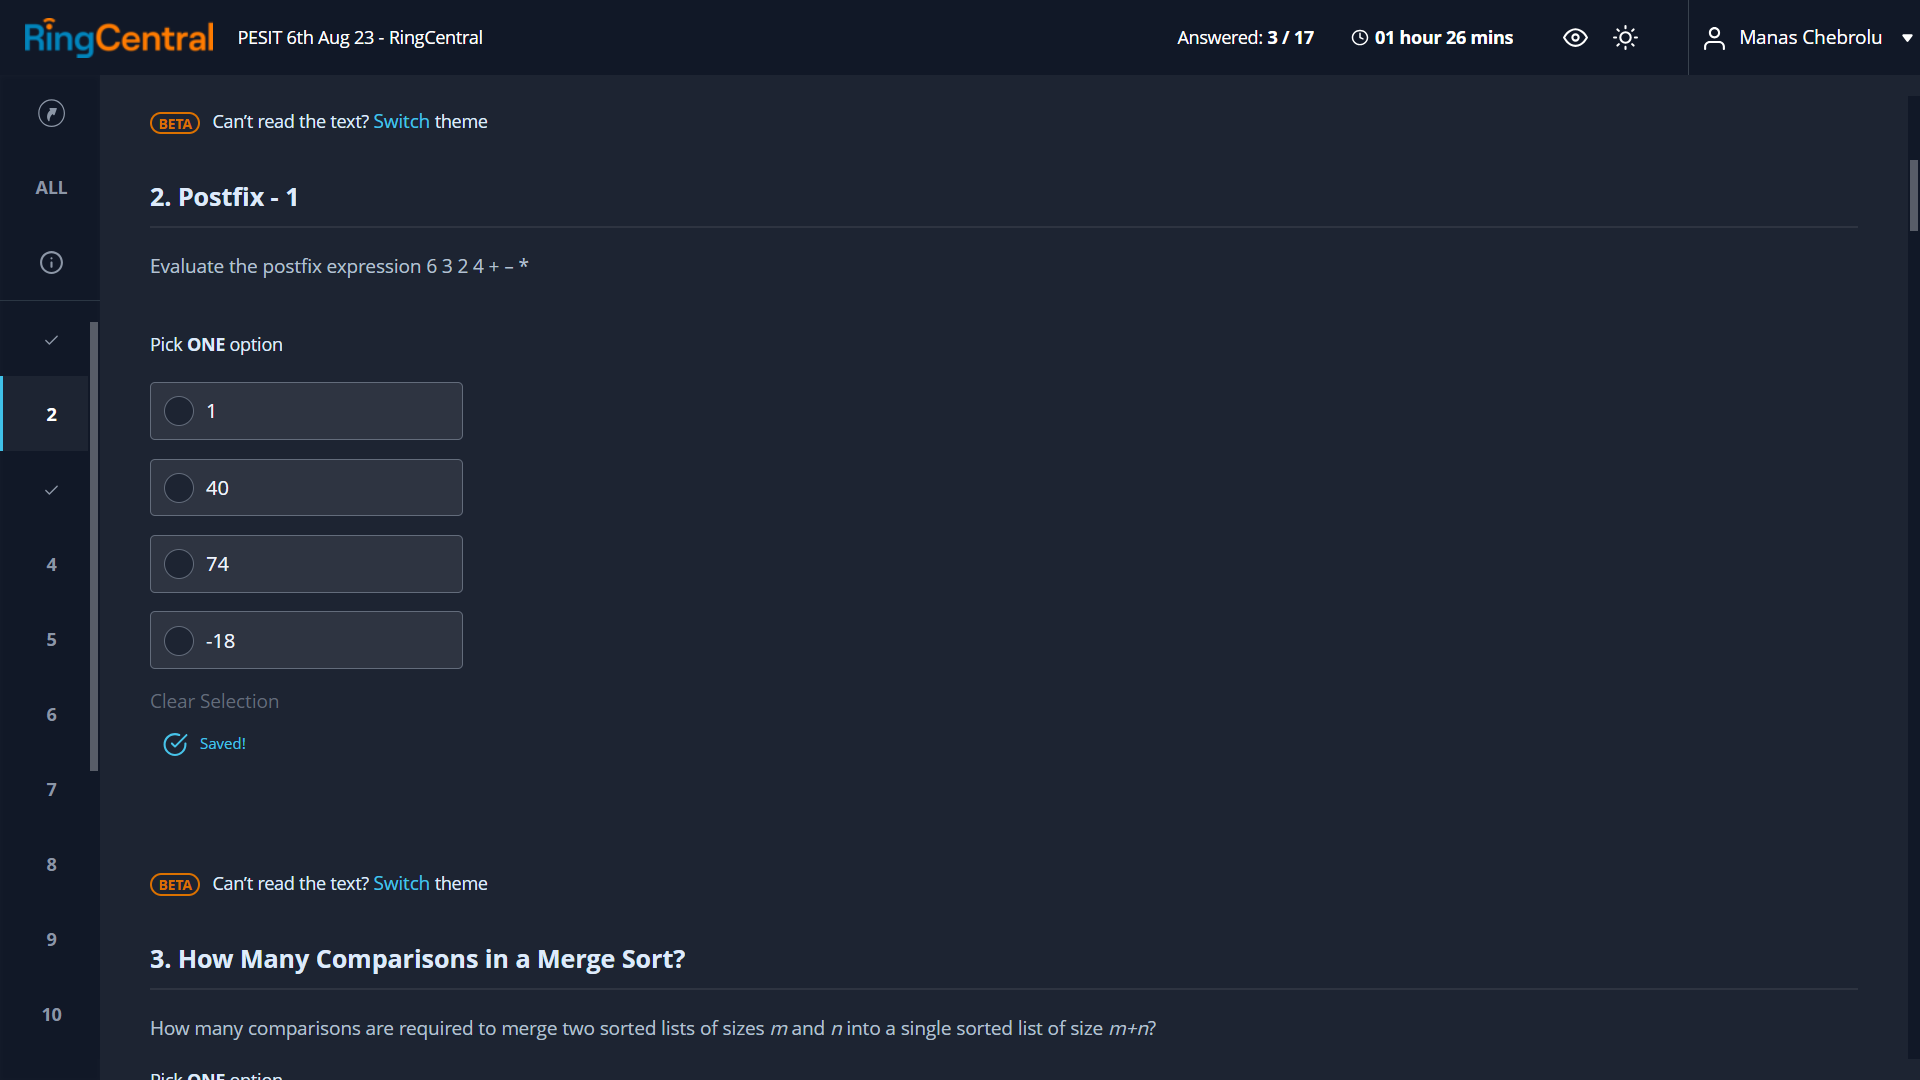 RingCentral PESIT 6th Aug 23 - RingCentral Answered: 3 / 17 01 hour 26 mins Manas Chebrolu
ALL
2
4
5
6
7
8
9
10
BETA Can't read the text? Switch theme
2. Postfix - 1
Evaluate the postfix expression 6 3 2 4 + – *
Pick ONE option
1
40
74
-18
Clear Selection
Saved!
BETA Can't read the text? Switch theme
3. How Many Comparisons in a Merge Sort?
How many comparisons are required to merge two sorted lists of sizes m and n into a single sorted list of size m+n?
Pick ONE option